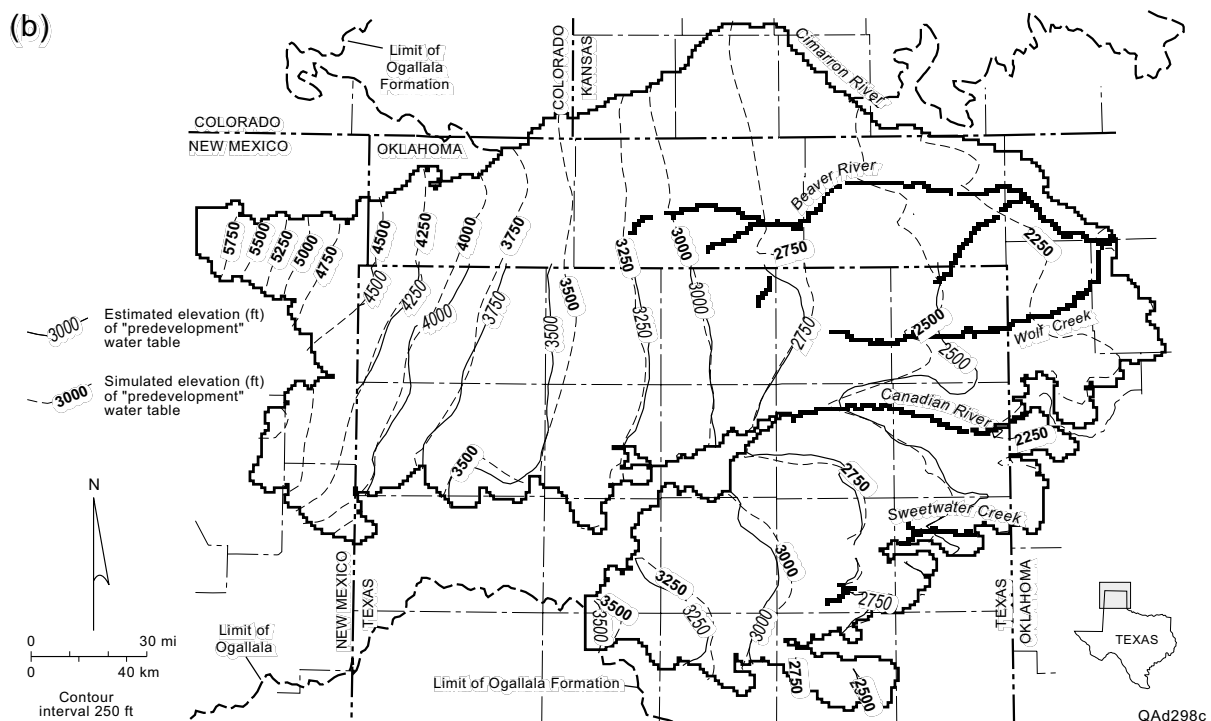 (b)
Limit of
Ogallala
Formation
COLORADO
KANSAS
Cimarron River
COLORADO
NEW MEXICO
OKLAHOMA
Beaver River
5750
5500
5250
5000
4750
4500
4250
4000
3750
3500
3250
3000
2750
2250
4500
4250
4000
3750
3500
3250
3000
2750
2500
2500
Wolf Creek
3000
Estimated elevation (ft)
of "predevelopment"
water table
3000
Simulated elevation (ft)
of "predevelopment"
water table
Canadian River
2250
3500
2750
Sweetwater Creek
N
NEW MEXICO
TEXAS
3250
3000
2750
3500
3500
3250
3000
TEXAS
OKLAHOMA
2750
2500
0 30 mi
0 40 km
Contour
interval 250 ft
Limit of
Ogallala
Limit of Ogallala Formation
TEXAS
QAd298c